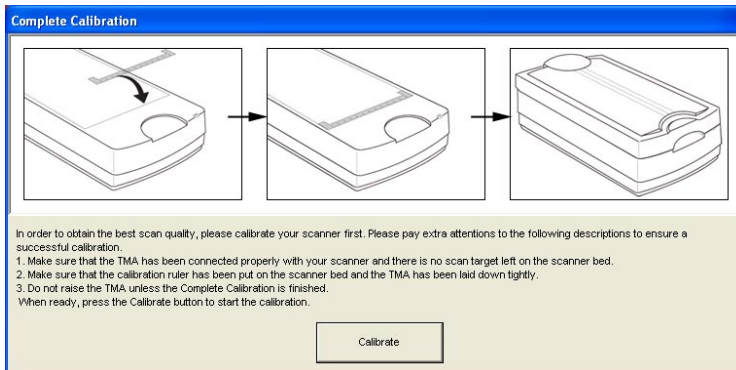 Complete Calibration
In order to obtain the best scan quality, please calibrate your scanner first. Please pay extra attentions to the following descriptions to ensure a
successful calibration.
1. Make sure that the TMA has been connected properly with your scanner and there is no scan target left on the scanner bed.
2. Make sure that the calibration ruler has been put on the scanner bed and the TMA has been laid down tightly.
3. Do not raise the TMA unless the Complete Calibration is finished.
When ready, press the Calibrate button to start the calibration.
Calibrate